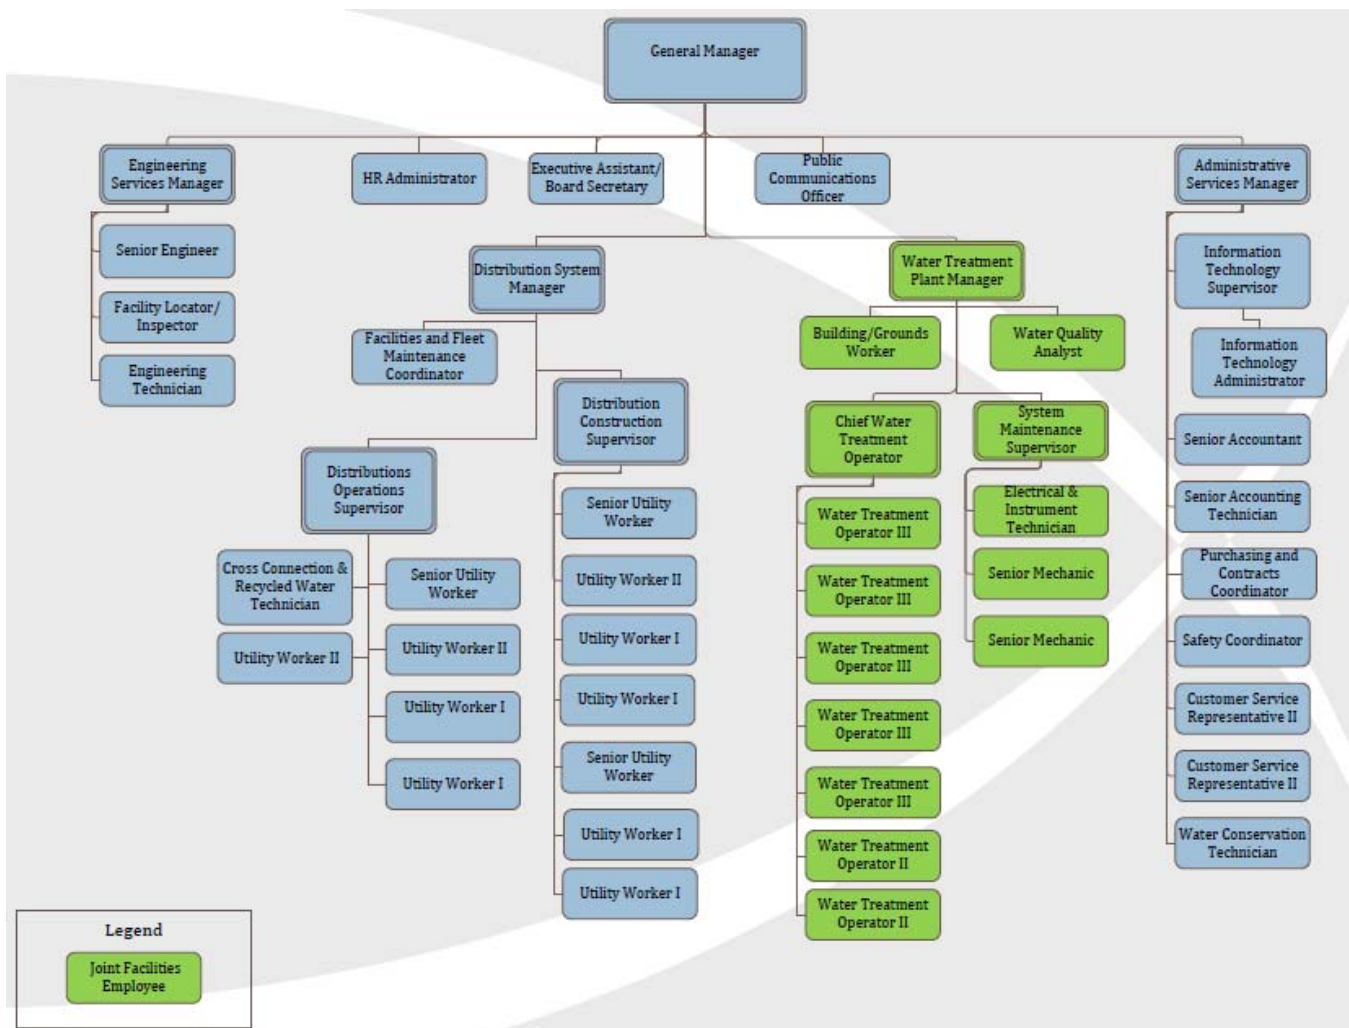 General Manager
Engineering
Services Manager
HR Administrator
Executive Assistant/
Board Secretary
Public
Communications
Officer
Administrative
Services Manager
Senior Engineer
Facility Locator/
Inspector
Engineering
Technician
Distribution System
Manager
Facilities and Fleet
Maintenance
Coordinator
Distribution
Construction
Supervisor
Distributions
Operations
Supervisor
Cross Connection &
Recycled Water
Technician
Utility Worker II
Senior Utility
Worker
Utility Worker II
Utility Worker I
Utility Worker I
Senior Utility
Worker
Utility Worker II
Utility Worker I
Utility Worker I
Senior Utility
Worker
Utility Worker I
Utility Worker I
Water Treatment
Plant Manager
Building/Grounds
Worker
Water Quality
Analyst
Chief Water
Treatment
Operator
System
Maintenance
Supervisor
Water Treatment
Operator III
Water Treatment
Operator III
Water Treatment
Operator III
Water Treatment
Operator III
Water Treatment
Operator III
Water Treatment
Operator II
Water Treatment
Operator II
Electrical &
Instrument
Technician
Senior Mechanic
Senior Mechanic
Information
Technology
Supervisor
Information
Technology
Administrator
Senior Accountant
Senior Accounting
Technician
Purchasing and
Contracts
Coordinator
Safety Coordinator
Customer Service
Representative II
Customer Service
Representative II
Water Conservation
Technician
Legend
Joint Facilities
Employee